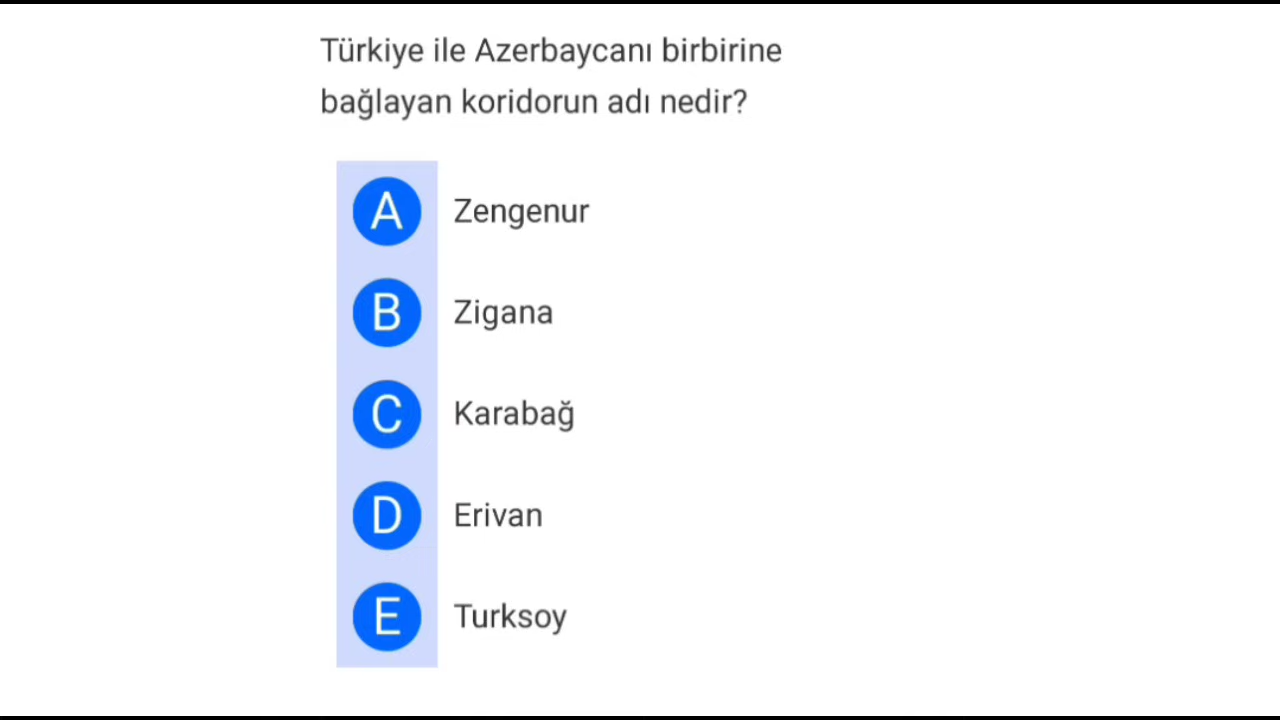 Türkiye ile Azerbaycanı birbirine
bağlayan koridorun adı nedir?
A Zengenur
B Zigana
C Karabağ
D Erivan
E Turksoy